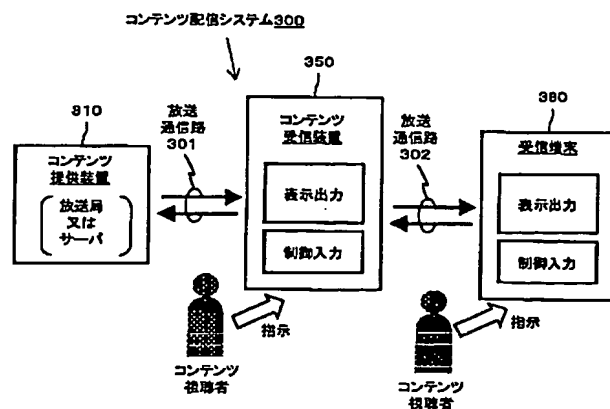 コンテンツ配信システム300
310
コンテンツ
提供装置
放送局
又は
サーバ
放送
通信路
301
350
コンテンツ
受信装置
表示出力
制御入力
指示
コンテンツ
視聴者
放送
通信路
302
380
受信端末
表示出力
制御入力
指示
コンテンツ
視聴者